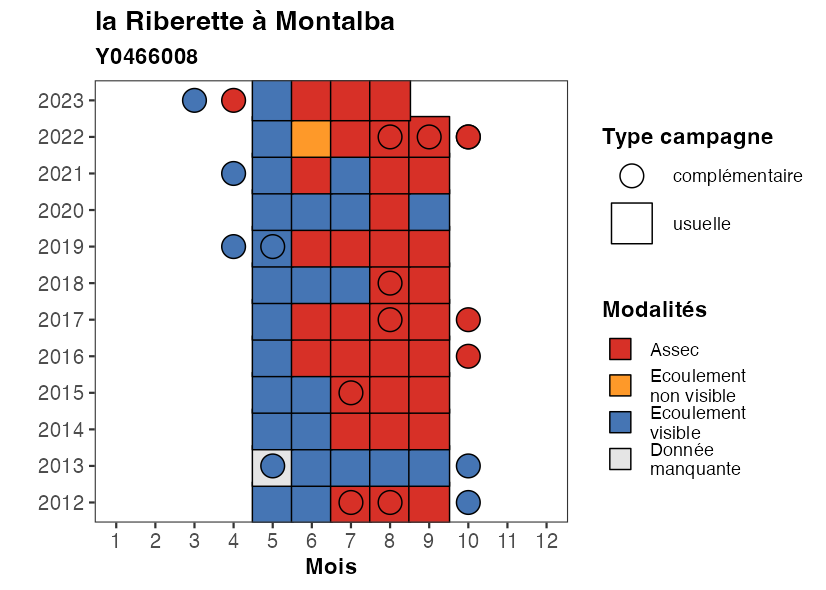 la Riberette à Montalba
Y0466008
2023
2022
2021
2020
2019
2018
2017
2016
2015
2014
2013
2012
1 2 3 4 5 6 7 8 9 10 11 12
Mois
Type campagne
complémentaire
usuelle
Modalités
Assec
Ecoulement
non visible
Ecoulement
visible
Donnée
manquante